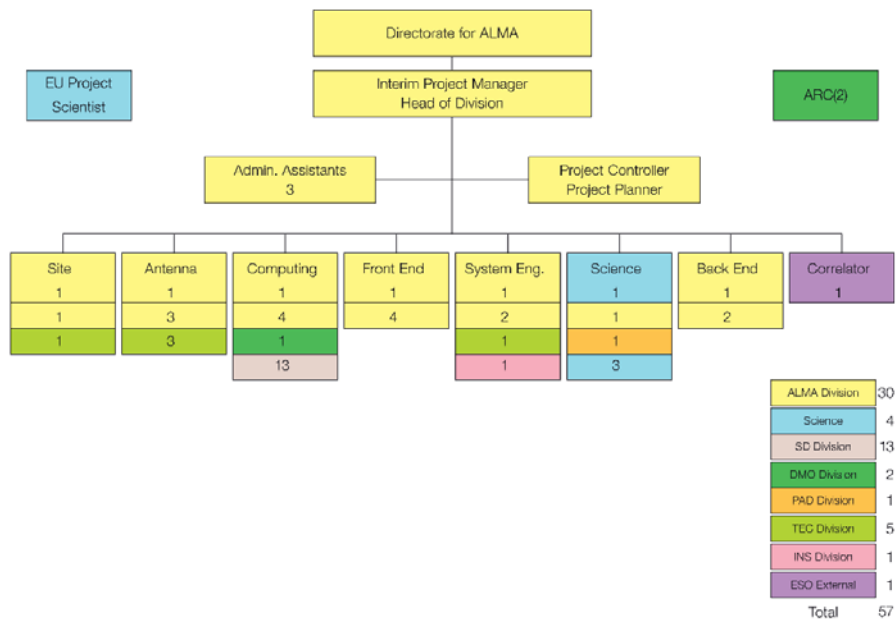 Directorate for ALMA
EU Project
Scientist
Interim Project Manager
Head of Division
ARC(2)
Admin. Assistants
3
Project Controller
Project Planner
Site
1
1
1
Antenna
1
3
3
Computing
1
4
1
13
Front End
1
4
System Eng.
1
2
1
1
Science
1
1
1
3
Back End
1
2
Correlator
1
ALMA Division 30
Science 4
SD Division 13
DMO Division 2
PAD Division 1
TEC Division 5
INS Division 1
ESO External 1
Total 57